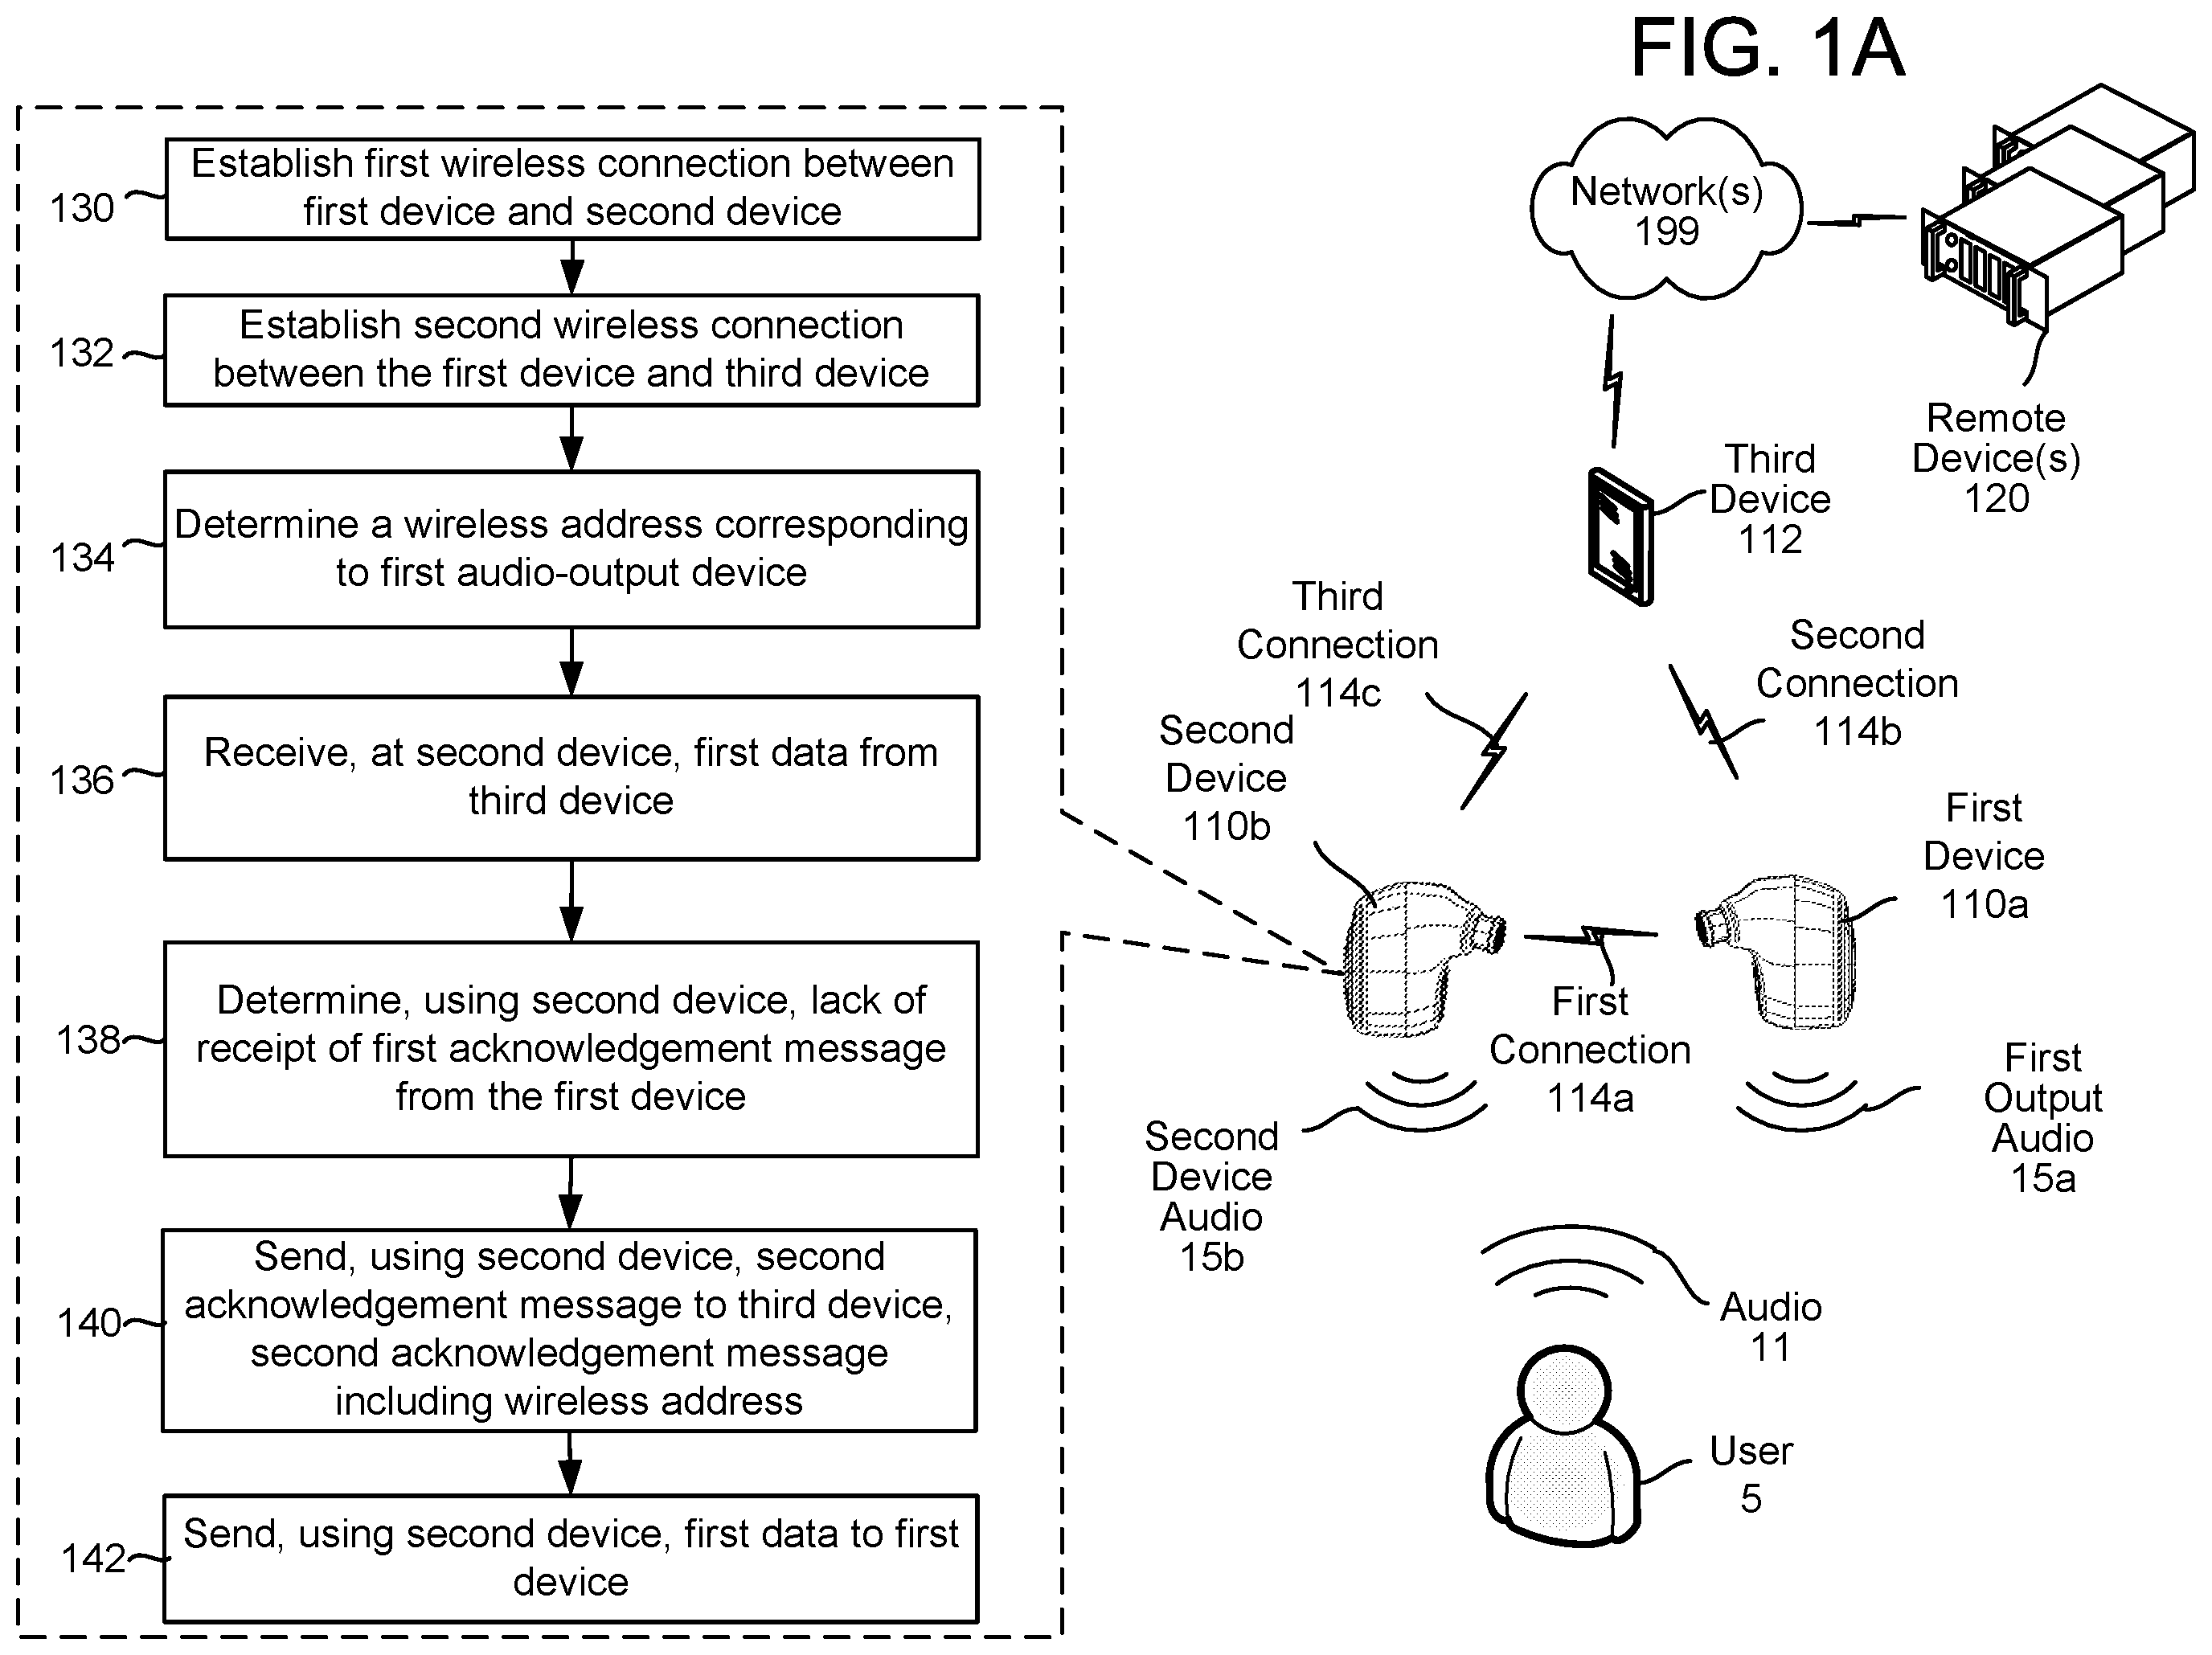 FIG. 1A
130
Establish first wireless connection between
first device and second device
132
Establish second wireless connection
between the first device and third device
134
Determine a wireless address corresponding
to first audio-output device
136
Receive, at second device, first data from
third device
138
Determine, using second device, lack of
receipt of first acknowledgement message
from the first device
140
Send, using second device, second
acknowledgement message to third device,
second acknowledgement message
including wireless address
142
Send, using second device, first data to first
device
Network(s)
199
Remote
Device(s)
120
Third
Device
112
Third
Connection
114c
Second
Connection
114b
Second
Device
110b
First
Device
110a
First
Connection
114a
Second
Device
Audio
15b
First
Output
Audio
15a
Audio
11
User
5